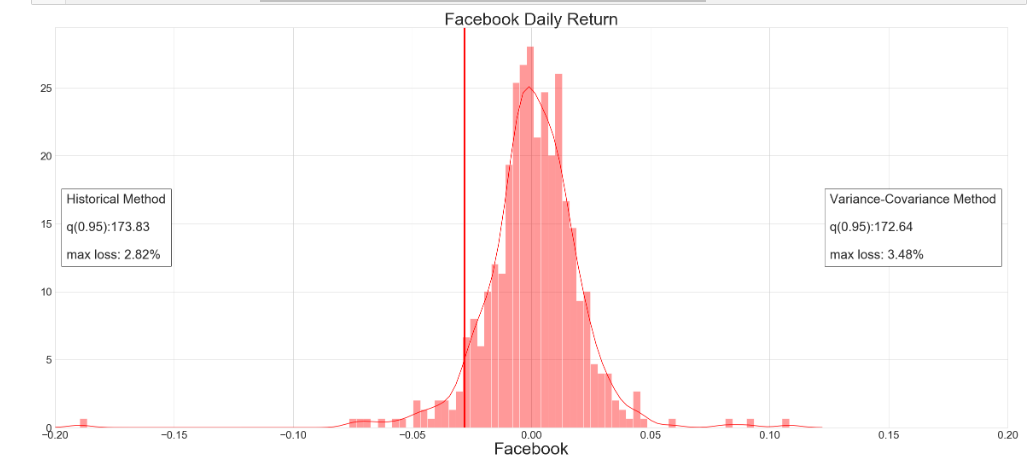 Facebook Daily Return
25
20
15
10
5
0
Historical Method
q(0.95):173.83
max loss: 2.82%
Variance-Covariance Method
q(0.95):172.64
max loss: 3.48%
−0.20 −0.15 −0.10 −0.05 0.00 0.05 0.10 0.15 0.20
Facebook